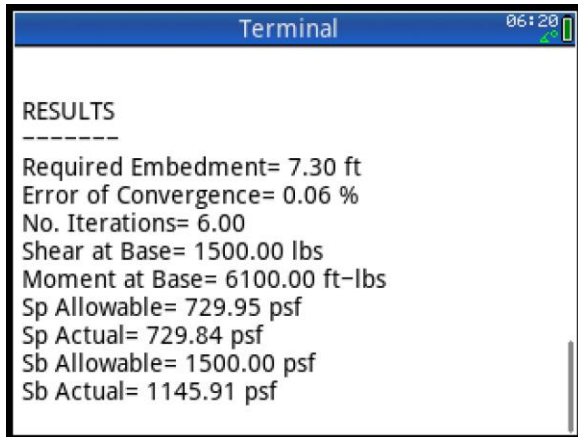 Terminal
06:20
RESULTS
-------
Required Embedment= 7.30 ft
Error of Convergence= 0.06 %
No. Iterations= 6.00
Shear at Base= 1500.00 lbs
Moment at Base= 6100.00 ft-lbs
Sp Allowable= 729.95 psf
Sp Actual= 729.84 psf
Sb Allowable= 1500.00 psf
Sb Actual= 1145.91 psf